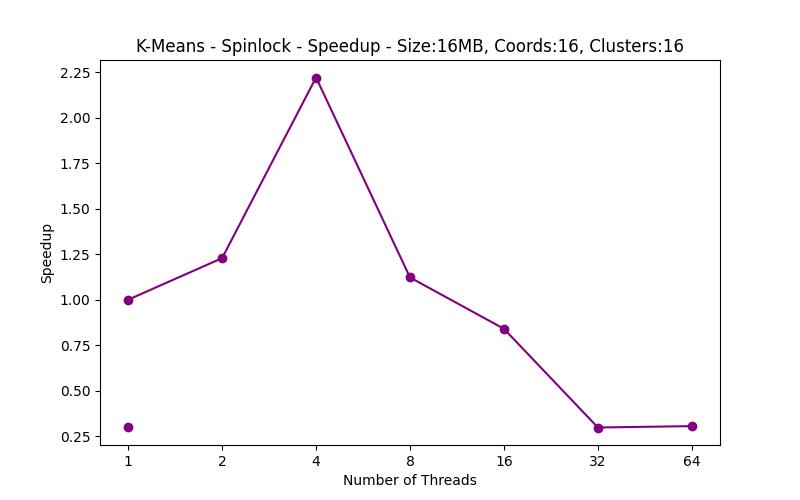 K-Means - Spinlock - Speedup - Size:16MB, Coords:16, Clusters:16
Speedup
2.25
2.00
1.75
1.50
1.25
1.00
0.75
0.50
0.25
1 2 4 8 16 32 64
Number of Threads